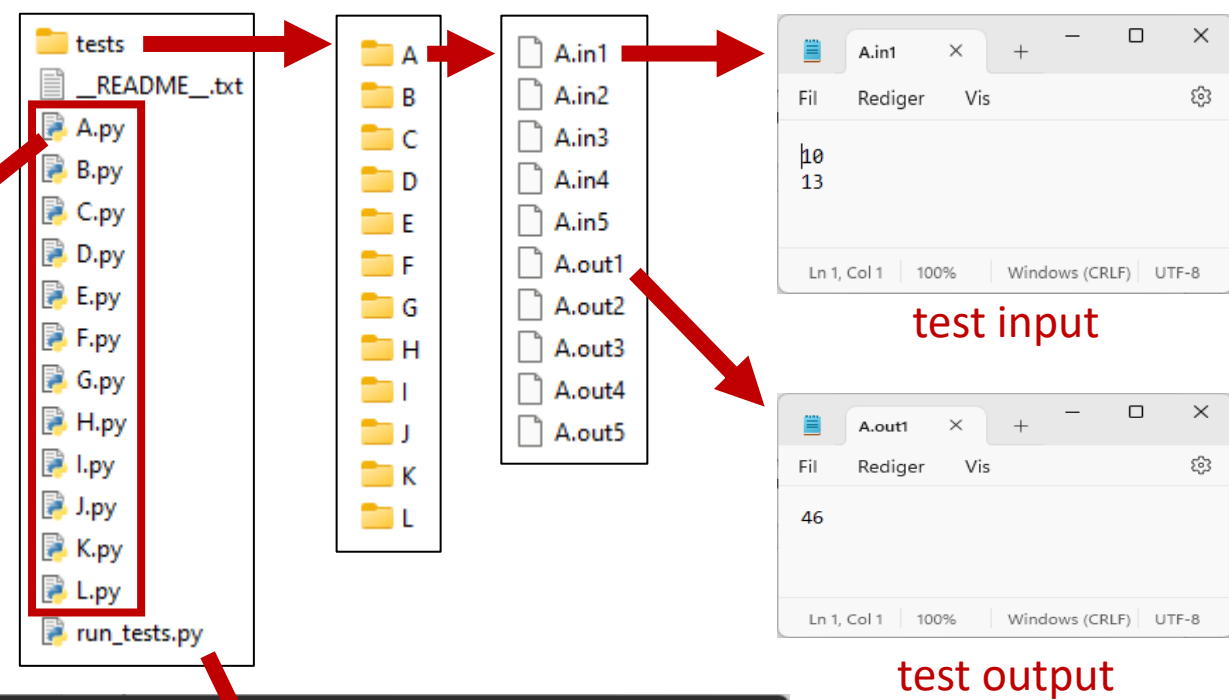 tests
__README__.txt
A.py
B.py
C.py
D.py
E.py
F.py
G.py
H.py
I.py
J.py
K.py
L.py
run_tests.py
A
B
C
D
E
F
G
H
I
J
K
L
A.in1
A.in2
A.in3
A.in4
A.in5
A.out1
A.out2
A.out3
A.out4
A.out5
A.in1
Fil Rediger Vis
10
13
Ln 1, Col 1 100% Windows (CRLF) UTF-8
test input
A.out1
Fil Rediger Vis
46
Ln 1, Col 1 100% Windows (CRLF) UTF-8
test output